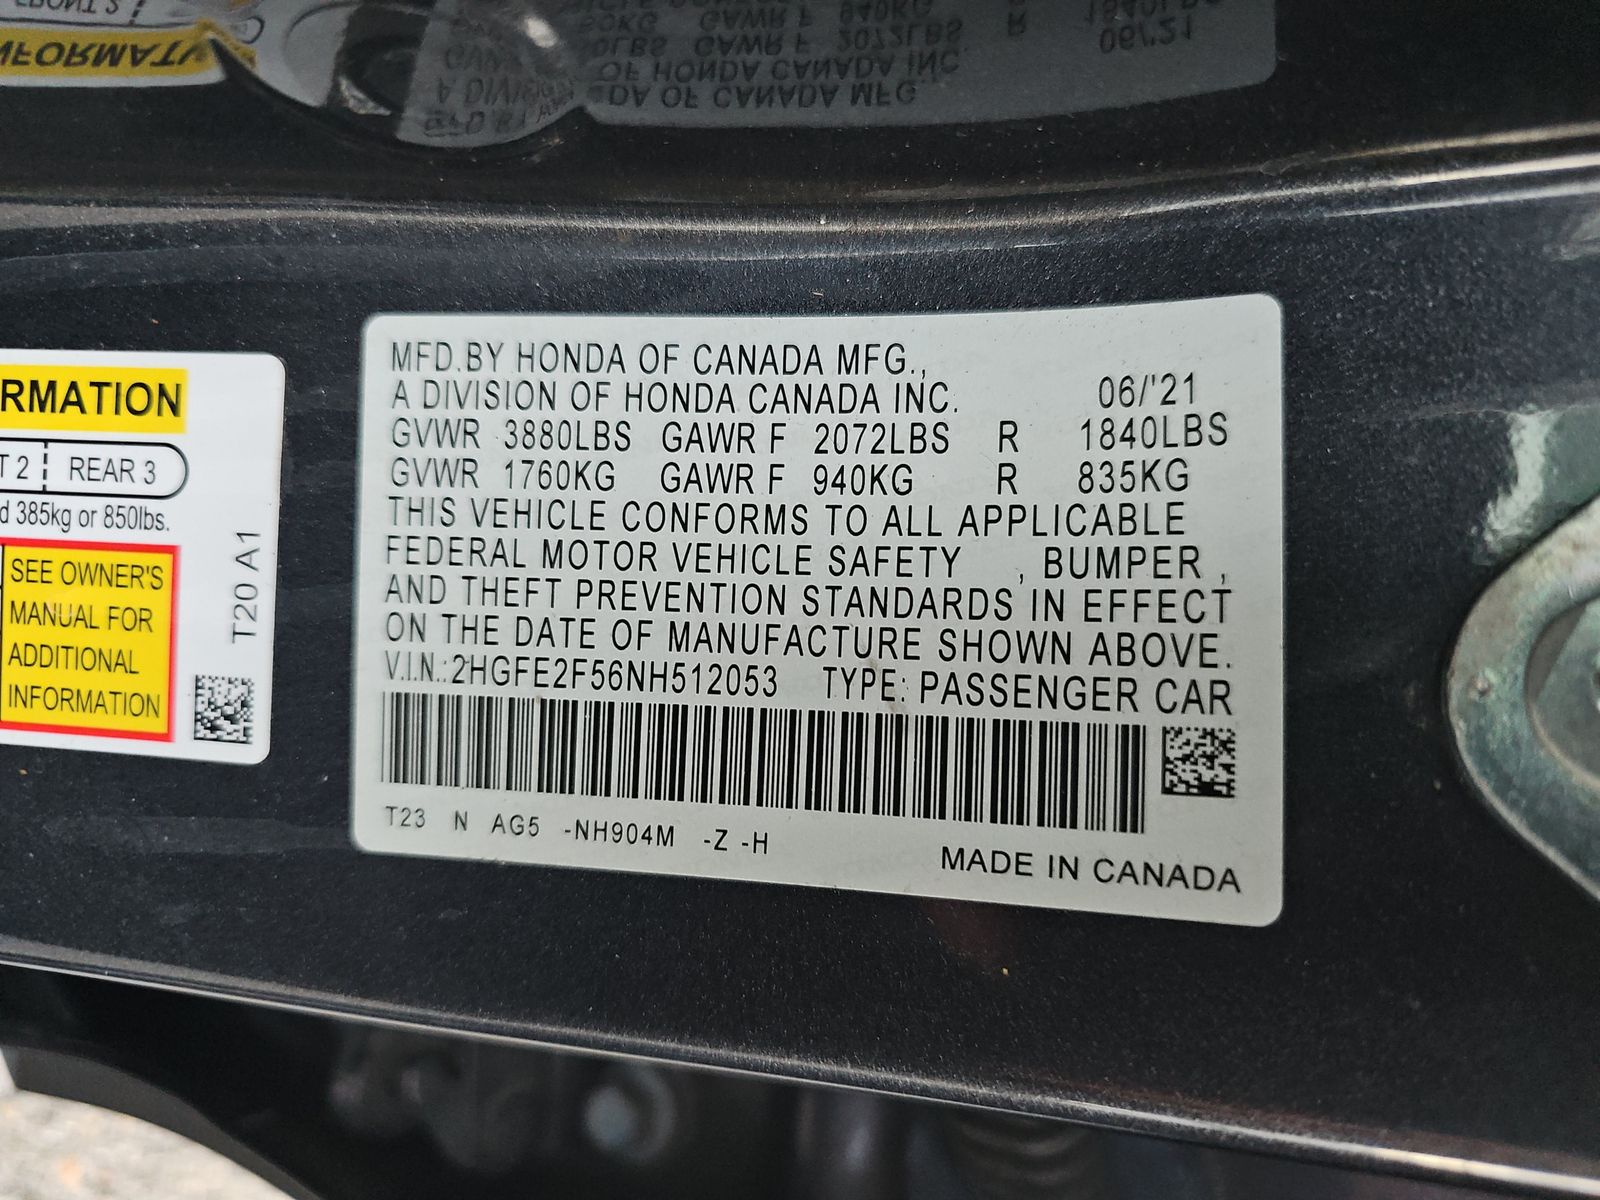 RMATION
T 2 REAR 3
d 385kg or 850lbs.
SEE OWNER'S
MANUAL FOR
ADDITIONAL
INFORMATION
T20 A1
MFD.BY HONDA OF CANADA MFG.,
A DIVISION OF HONDA CANADA INC. 06/'21
GVWR 3880LBS GAWR F 2072LBS R 1840LBS
GVWR 1760KG GAWR F 940KG R 835KG
THIS VEHICLE CONFORMS TO ALL APPLICABLE
FEDERAL MOTOR VEHICLE SAFETY , BUMPER ,
AND THEFT PREVENTION STANDARDS IN EFFECT
ON THE DATE OF MANUFACTURE SHOWN ABOVE.
V.I.N.:2HGFE2F56NH512053 TYPE: PASSENGER CAR
T23 N AG5 -NH904M -Z -H
MADE IN CANADA